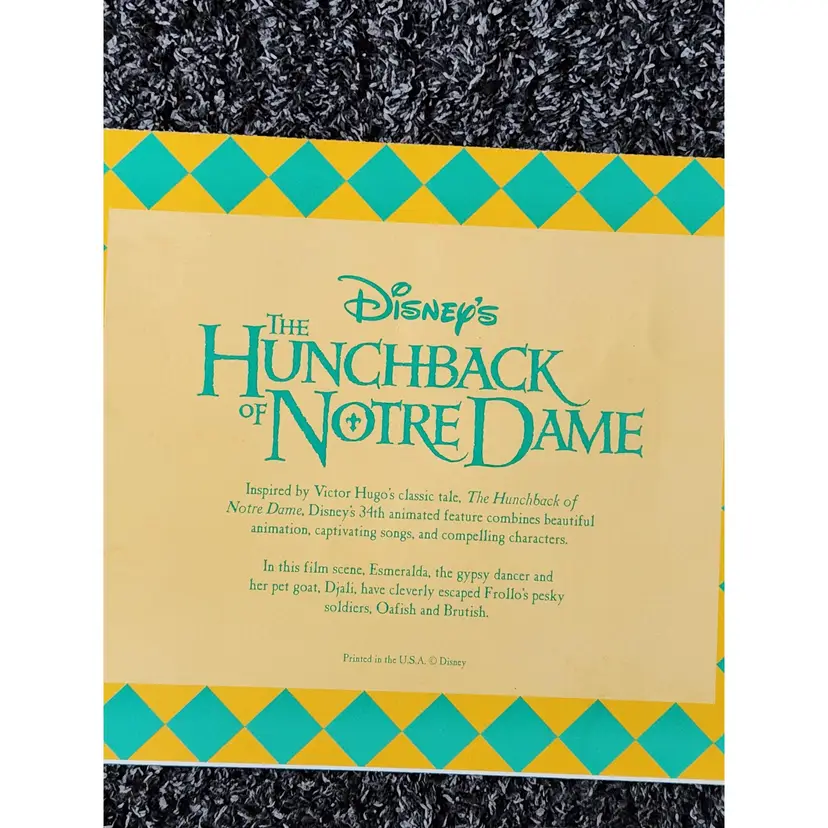 Disney's
THE
HUNCHBACK
OF NOTRE DAME
Inspired by Victor Hugo's classic tale, The Hunchback of
Notre Dame, Disney's 34th animated feature combines beautiful
animation, captivating songs, and compelling characters.
In this film scene, Esmeralda, the gypsy dancer and
her pet goat, Djali, have cleverly escaped Frollo's pesky
soldiers, Oafish and Brutish.
Printed in the U.S.A. © Disney